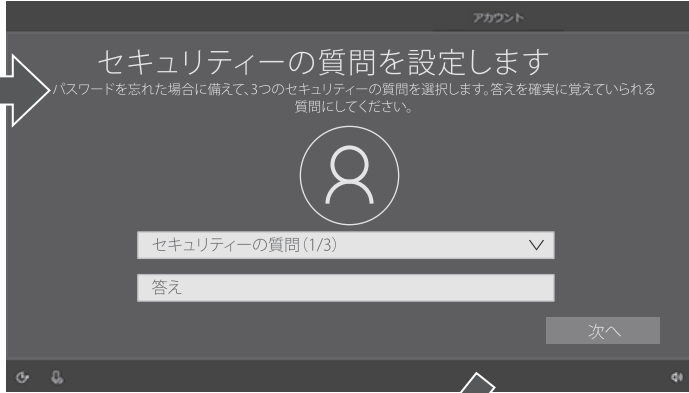 アカウント
セキュリティーの質問を設定します
パスワードを忘れた場合に備えて、3つのセキュリティーの質問を選択します。答えを確実に覚えていられる
質問にしてください。
セキュリティーの質問(1/3)
答え
次へ